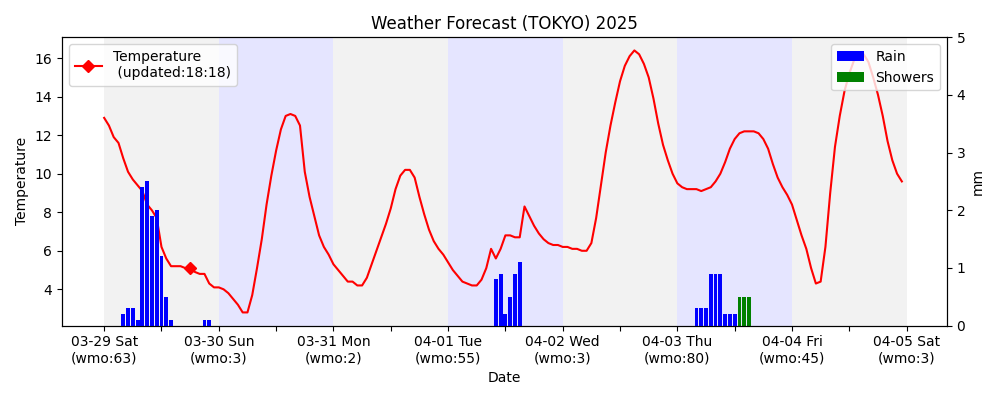 Weather Forecast (TOKYO) 2025
Temperature
(updated:18:18)
Rain
Showers
16
14
12
10
8
6
4
Temperature
5
4
3
2
1
0
mm
03-29 Sat
(wmo:63)
03-30 Sun
(wmo:3)
03-31 Mon
(wmo:2)
04-01 Tue
(wmo:55)
04-02 Wed
(wmo:3)
04-03 Thu
(wmo:80)
04-04 Fri
(wmo:45)
04-05 Sat
(wmo:3)
Date